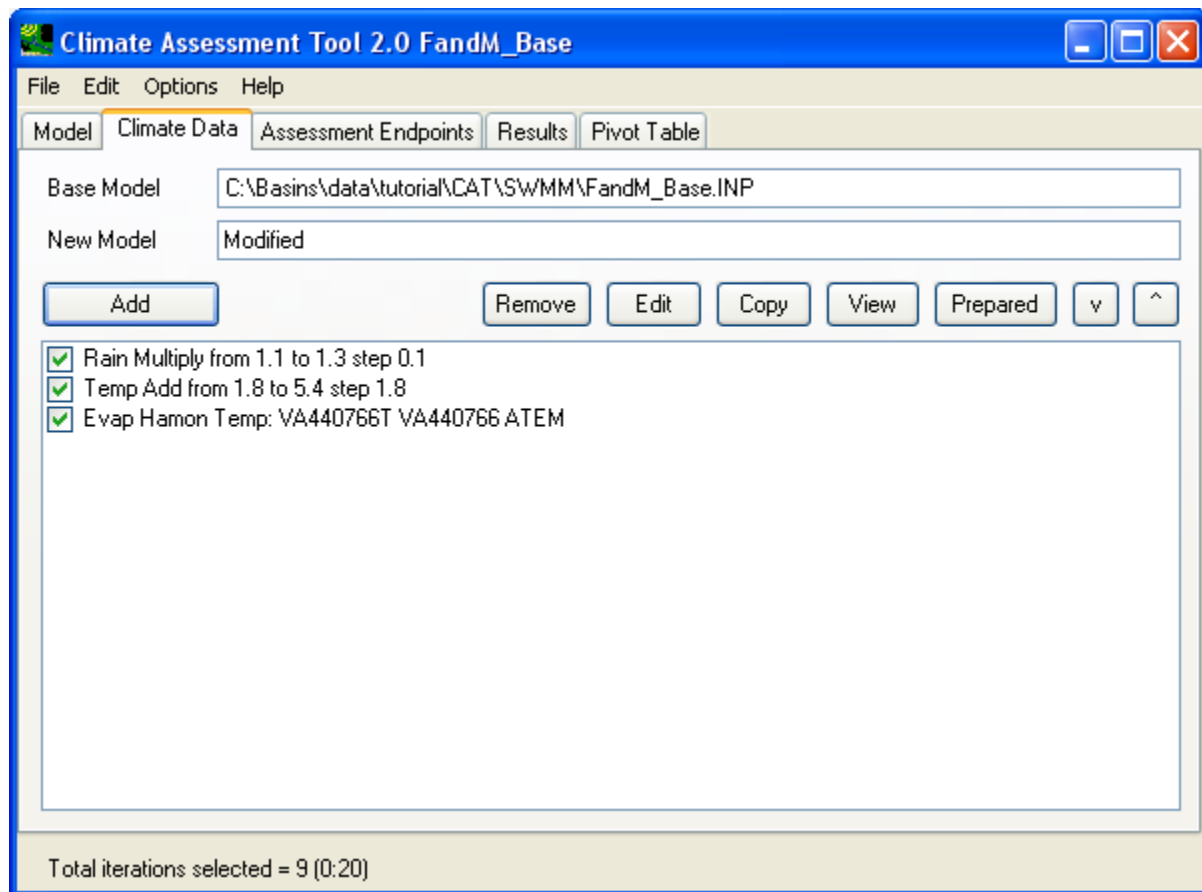 Climate Assessment Tool 2.0 FandM_Base
File Edit Options Help
Model Climate Data Assessment Endpoints Results Pivot Table
Base Model C:\Basins\data\tutorial\CAT\SWMM\FandM_Base.INP
New Model Modified
Add Remove Edit Copy View Prepared v ^
Rain Multiply from 1.1 to 1.3 step 0.1
Temp Add from 1.8 to 5.4 step 1.8
Evap Hamon Temp: VA440766T VA440766 ATEM
Total iterations selected = 9 (0:20)